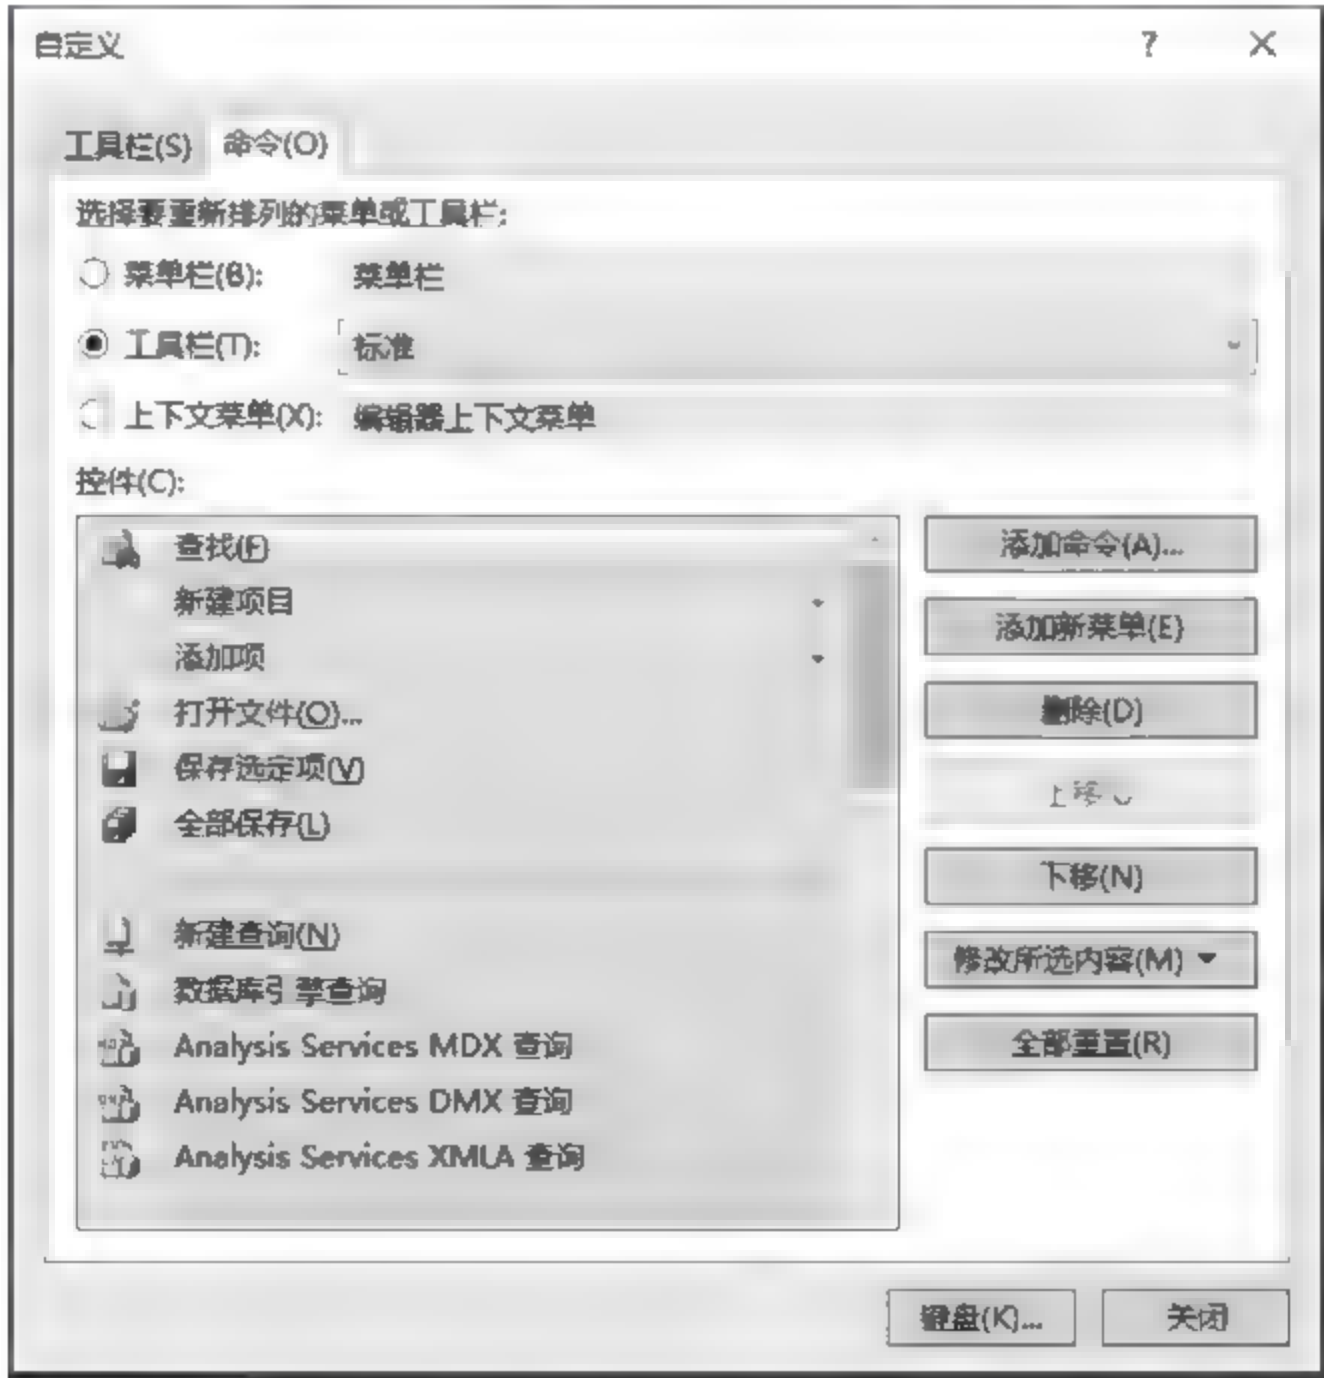 自定义
?
工具栏(S) 命令(O)
选择要重新排列的菜单或工具栏:
菜单栏(B): 菜单栏
工具栏(T): 标准
上下文菜单(X): 编辑器上下文菜单
控件(C):
查找(F)
新建项目
添加项
打开文件(O)...
保存选定项(V)
全部保存(L)
新建查询(N)
数据库引擎查询
Analysis Services MDX 查询
Analysis Services DMX 查询
Analysis Services XMLA 查询
添加命令(A)...
添加新菜单(E)
删除(D)
上移
下移(N)
修改所选内容(M)
全部重置(R)
键盘(K)...
关闭